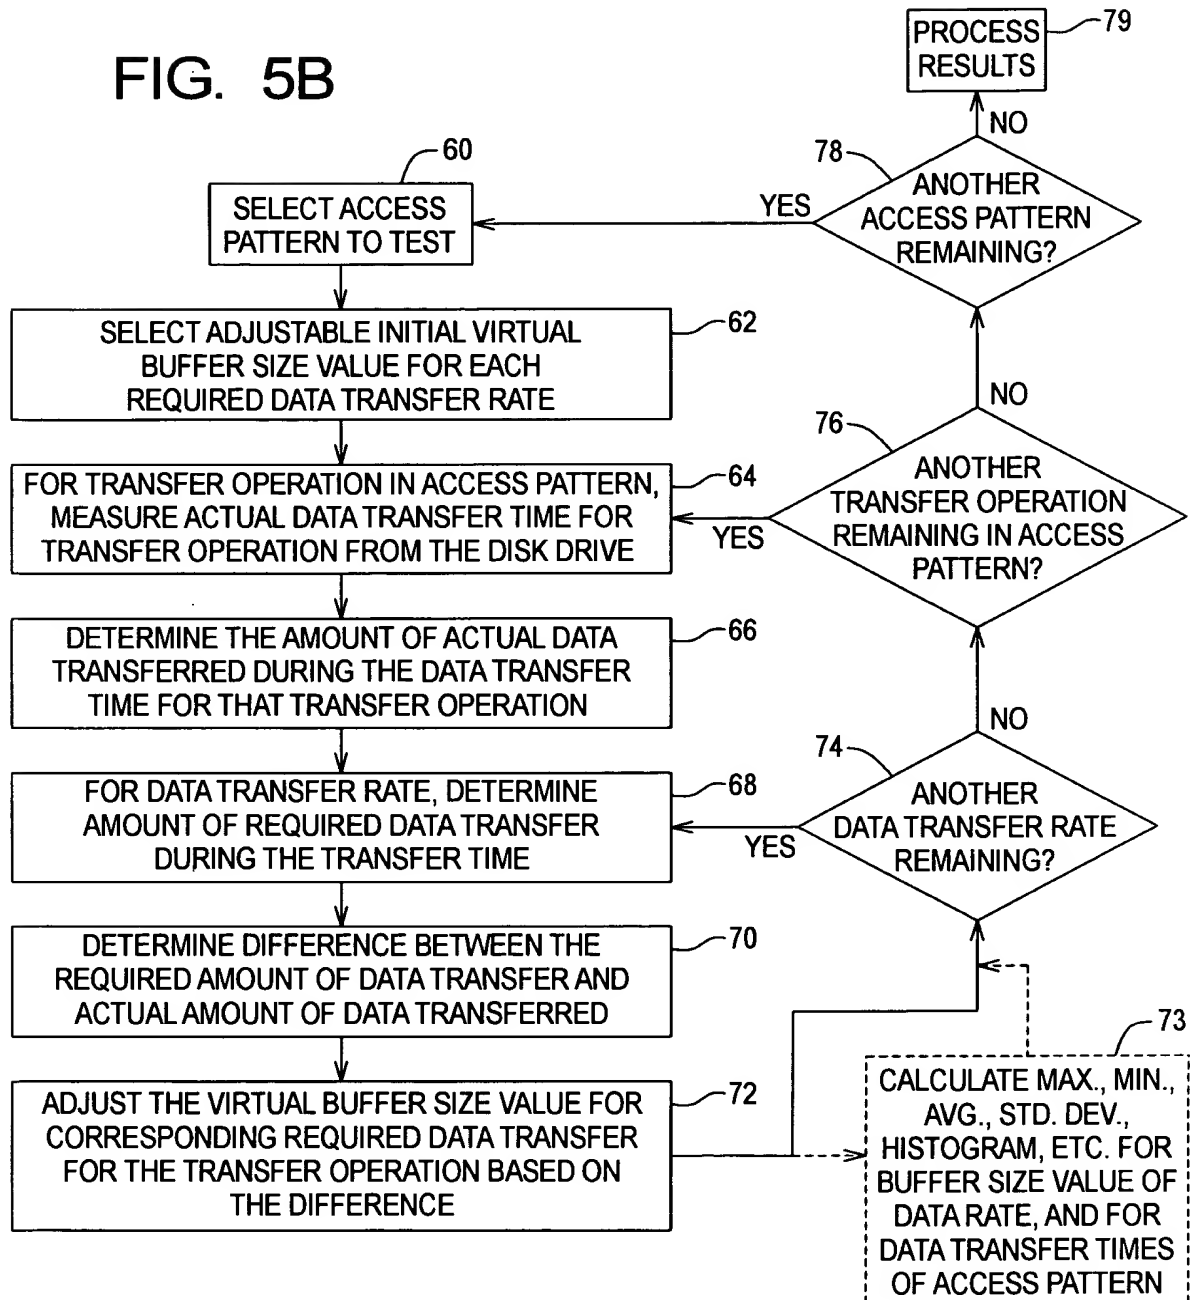 FIG. 5B
PROCESS
RESULTS
79
NO
78
ANOTHER
ACCESS PATTERN
REMAINING?
YES
60
SELECT ACCESS
PATTERN TO TEST
SELECT ADJUSTABLE INITIAL VIRTUAL
BUFFER SIZE VALUE FOR EACH
REQUIRED DATA TRANSFER RATE
62
NO
76
ANOTHER
TRANSFER OPERATION
REMAINING IN ACCESS
PATTERN?
YES
FOR TRANSFER OPERATION IN ACCESS PATTERN,
MEASURE ACTUAL DATA TRANSFER TIME FOR
TRANSFER OPERATION FROM THE DISK DRIVE
64
DETERMINE THE AMOUNT OF ACTUAL DATA
TRANSFERRED DURING THE DATA TRANSFER
TIME FOR THAT TRANSFER OPERATION
66
NO
74
ANOTHER
DATA TRANSFER RATE
REMAINING?
YES
FOR DATA TRANSFER RATE, DETERMINE
AMOUNT OF REQUIRED DATA TRANSFER
DURING THE TRANSFER TIME
68
DETERMINE DIFFERENCE BETWEEN THE
REQUIRED AMOUNT OF DATA TRANSFER AND
ACTUAL AMOUNT OF DATA TRANSFERRED
70
ADJUST THE VIRTUAL BUFFER SIZE VALUE FOR
CORRESPONDING REQUIRED DATA TRANSFER
FOR THE TRANSFER OPERATION BASED ON
THE DIFFERENCE
72
73
CALCULATE MAX., MIN.,
AVG., STD. DEV.,
HISTOGRAM, ETC. FOR
BUFFER SIZE VALUE OF
DATA RATE, AND FOR
DATA TRANSFER TIMES
OF ACCESS PATTERN